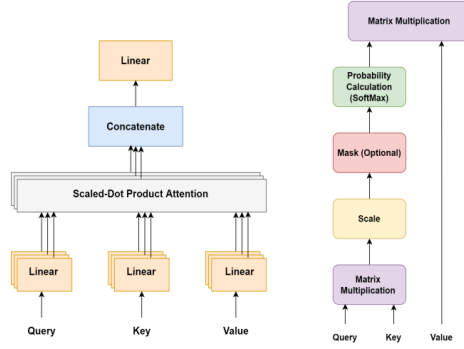 Linear
Concatenate
Scaled-Dot Product Attention
Linear
Linear
Linear
Query
Key
Value
Matrix Multiplication
Probability
Calculation
(SoftMax)
Mask (Optional)
Scale
Matrix
Multiplication
Query
Key
Value